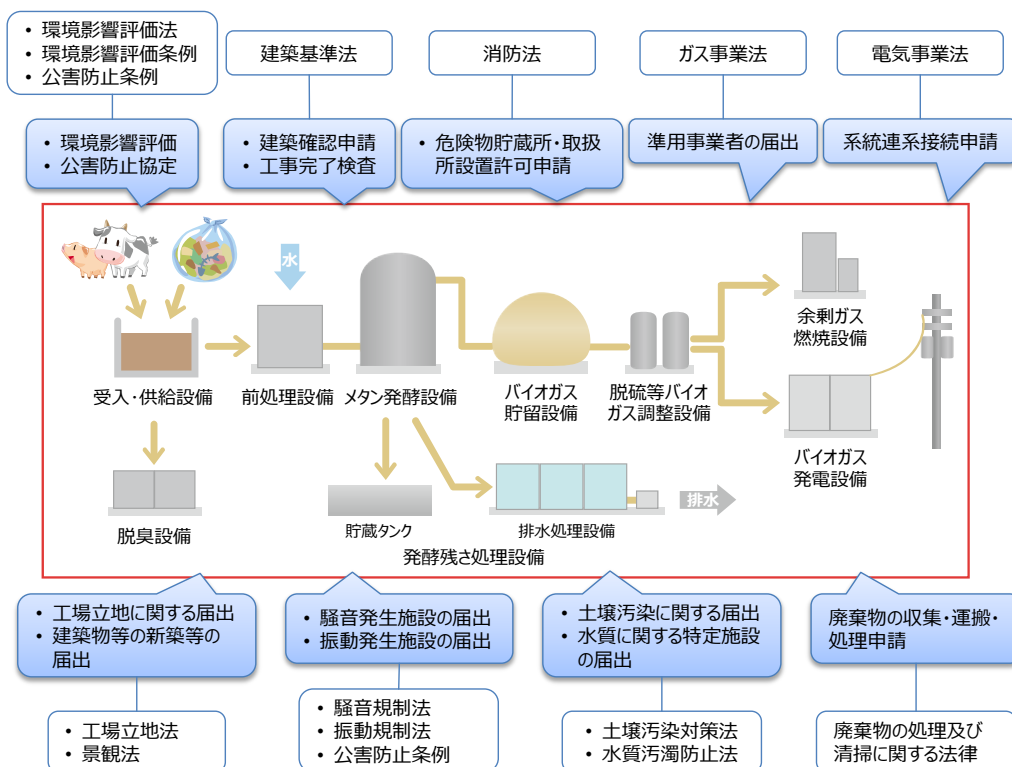 • 環境影響評価法
• 環境影響評価条例
• 公害防止条例
建築基準法
消防法
ガス事業法
電気事業法
• 環境影響評価
• 公害防止協定
• 建築確認申請
• 工事完了検査
• 危険物貯蔵所・取扱
所設置許可申請
準用事業者の届出
系統連系接続申請
水
受入・供給設備
前処理設備
メタン発酵設備
バイオガス
貯留設備
脱硫等バイオ
ガス調整設備
余剰ガス
燃焼設備
バイオガス
発電設備
脱臭設備
貯蔵タンク
排水処理設備
排水
発酵残さ処理設備
• 工場立地に関する届出
• 建築物等の新築等の
届出
• 騒音発生施設の届出
• 振動発生施設の届出
• 土壌汚染に関する届出
• 水質に関する特定施設
の届出
廃棄物の収集・運搬・
処理申請
• 工場立地法
• 景観法
• 騒音規制法
• 振動規制法
• 公害防止条例
• 土壌汚染対策法
• 水質汚濁防止法
廃棄物の処理及び
清掃に関する法律